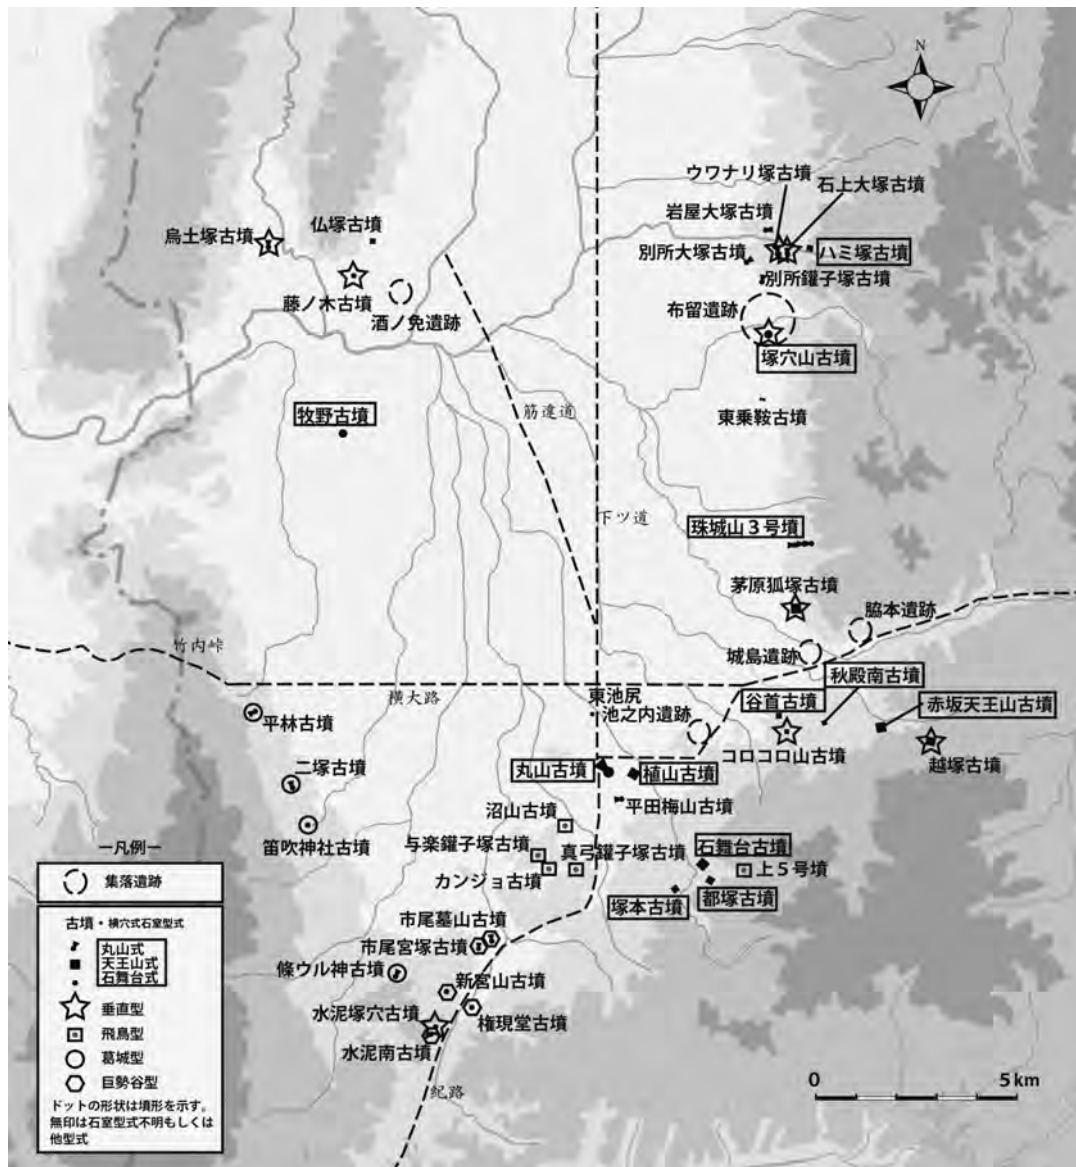 N
ウワナリ塚古墳
石上大塚古墳
岩屋大塚古墳
烏土塚古墳
仏塚古墳
別所大塚古墳
ハミ塚古墳
別所鑵子塚古墳
藤ノ木古墳
酒ノ免遺跡
布留遺跡
塚穴山古墳
牧野古墳
筋違道
東乗鞍古墳
下ツ道
珠城山3号墳
茅原狐塚古墳
脇本遺跡
竹内峠
城島遺跡
秋殿南古墳
横大路
東池尻
池之内遺跡
谷首古墳
赤坂天王山古墳
平林古墳
コロコロ山古墳
越塚古墳
二塚古墳
丸山古墳
植山古墳
平田梅山古墳
沼山古墳
笛吹神社古墳
与楽鑵子塚古墳
真弓鑵子塚古墳
石舞台古墳
上5号墳
カンジョ古墳
塚本古墳
都塚古墳
市尾墓山古墳
市尾宮塚古墳
條ウル神古墳
新宮山古墳
水泥塚穴古墳
権現堂古墳
水泥南古墳
紀路
0 5km
―凡例―
集落遺跡
古墳・横穴式石室型式
丸山式
天王山式
石舞台式
垂直型
飛鳥型
葛城型
巨勢谷型
ドットの形状は墳形を示す。
無印は石室型式不明もしくは
他型式